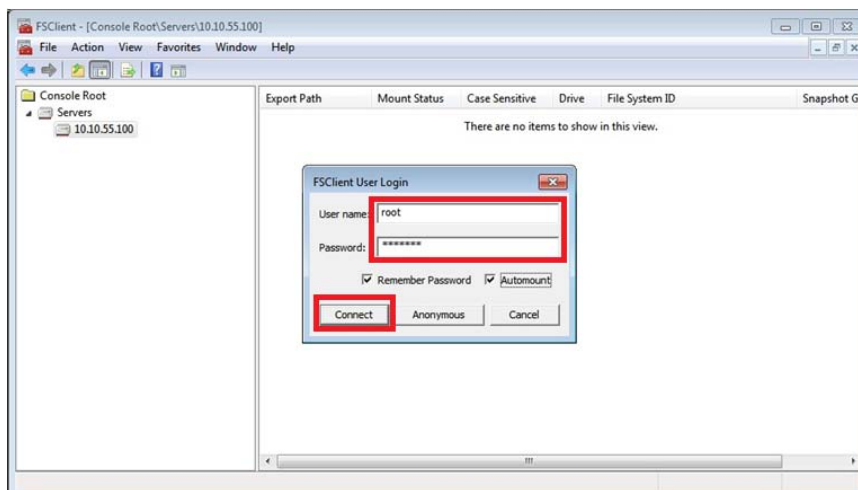 FSClient - [Console Root\Servers\10.10.55.100]
File Action View Favorites Window Help
Console Root
Servers
10.10.55.100
Export Path Mount Status Case Sensitive Drive File System ID Snapshot G
There are no items to show in this view.
FSClient User Login
User name: root
Password: *******
Remember Password Automount
Connect Anonymous Cancel